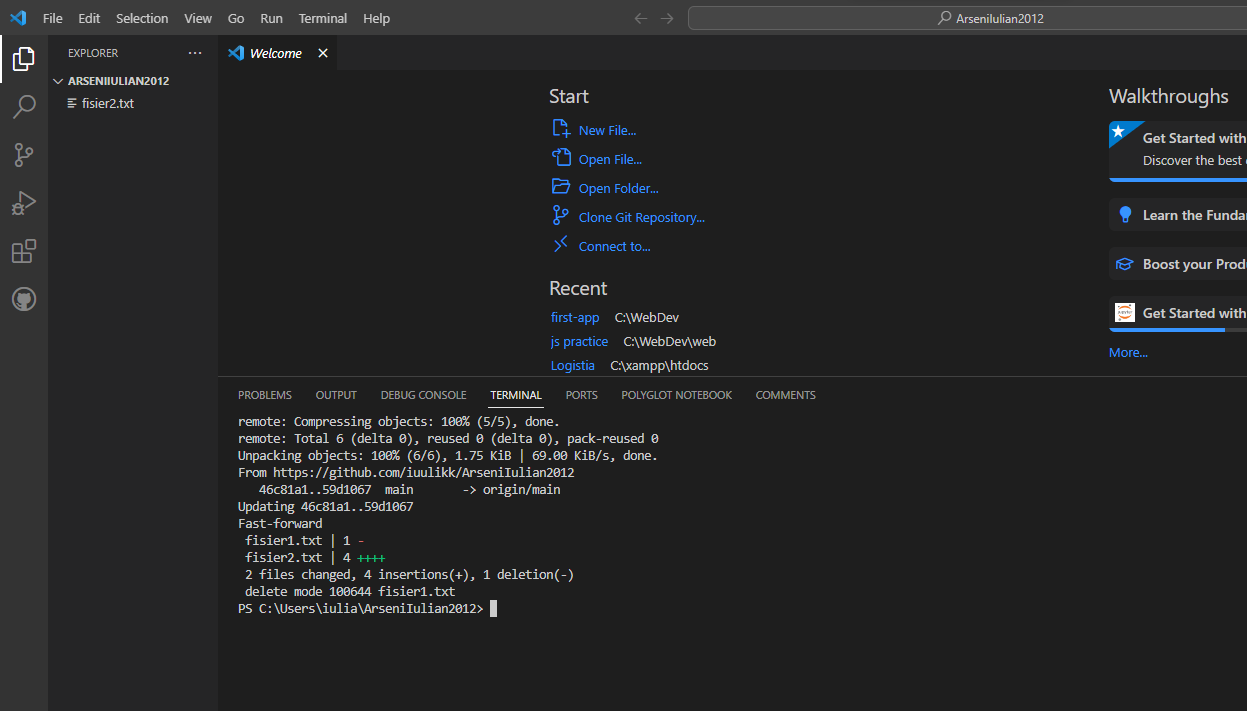 File Edit Selection View Go Run Terminal Help
ArseniIulian2012
EXPLORER
Welcome
ARSENIIULIAN2012
fisier2.txt
Start
New File...
Open File...
Open Folder...
Clone Git Repository...
Connect to...
Recent
first-app C:\WebDev
js practice C:\WebDev\web
Logistia C:\xampp\htdocs
Walkthroughs
Get Started with
Discover the best
Learn the Funda
Boost your Prod
Get Started with
More...
PROBLEMS OUTPUT DEBUG CONSOLE TERMINAL PORTS POLYGLOT NOTEBOOK COMMENTS
remote: Compressing objects: 100% (5/5), done.
remote: Total 6 (delta 0), reused 0 (delta 0), pack-reused 0
Unpacking objects: 100% (6/6), 1.75 KiB | 69.00 KiB/s, done.
From https://github.com/iuulikk/ArseniIulian2012
46c81a1..59d1067 main -> origin/main
Updating 46c81a1..59d1067
Fast-forward
fisier1.txt | 1 -
fisier2.txt | 4 ++++
2 files changed, 4 insertions(+), 1 deletion(-)
delete mode 100644 fisier1.txt
PS C:\Users\iulia\ArseniIulian2012>